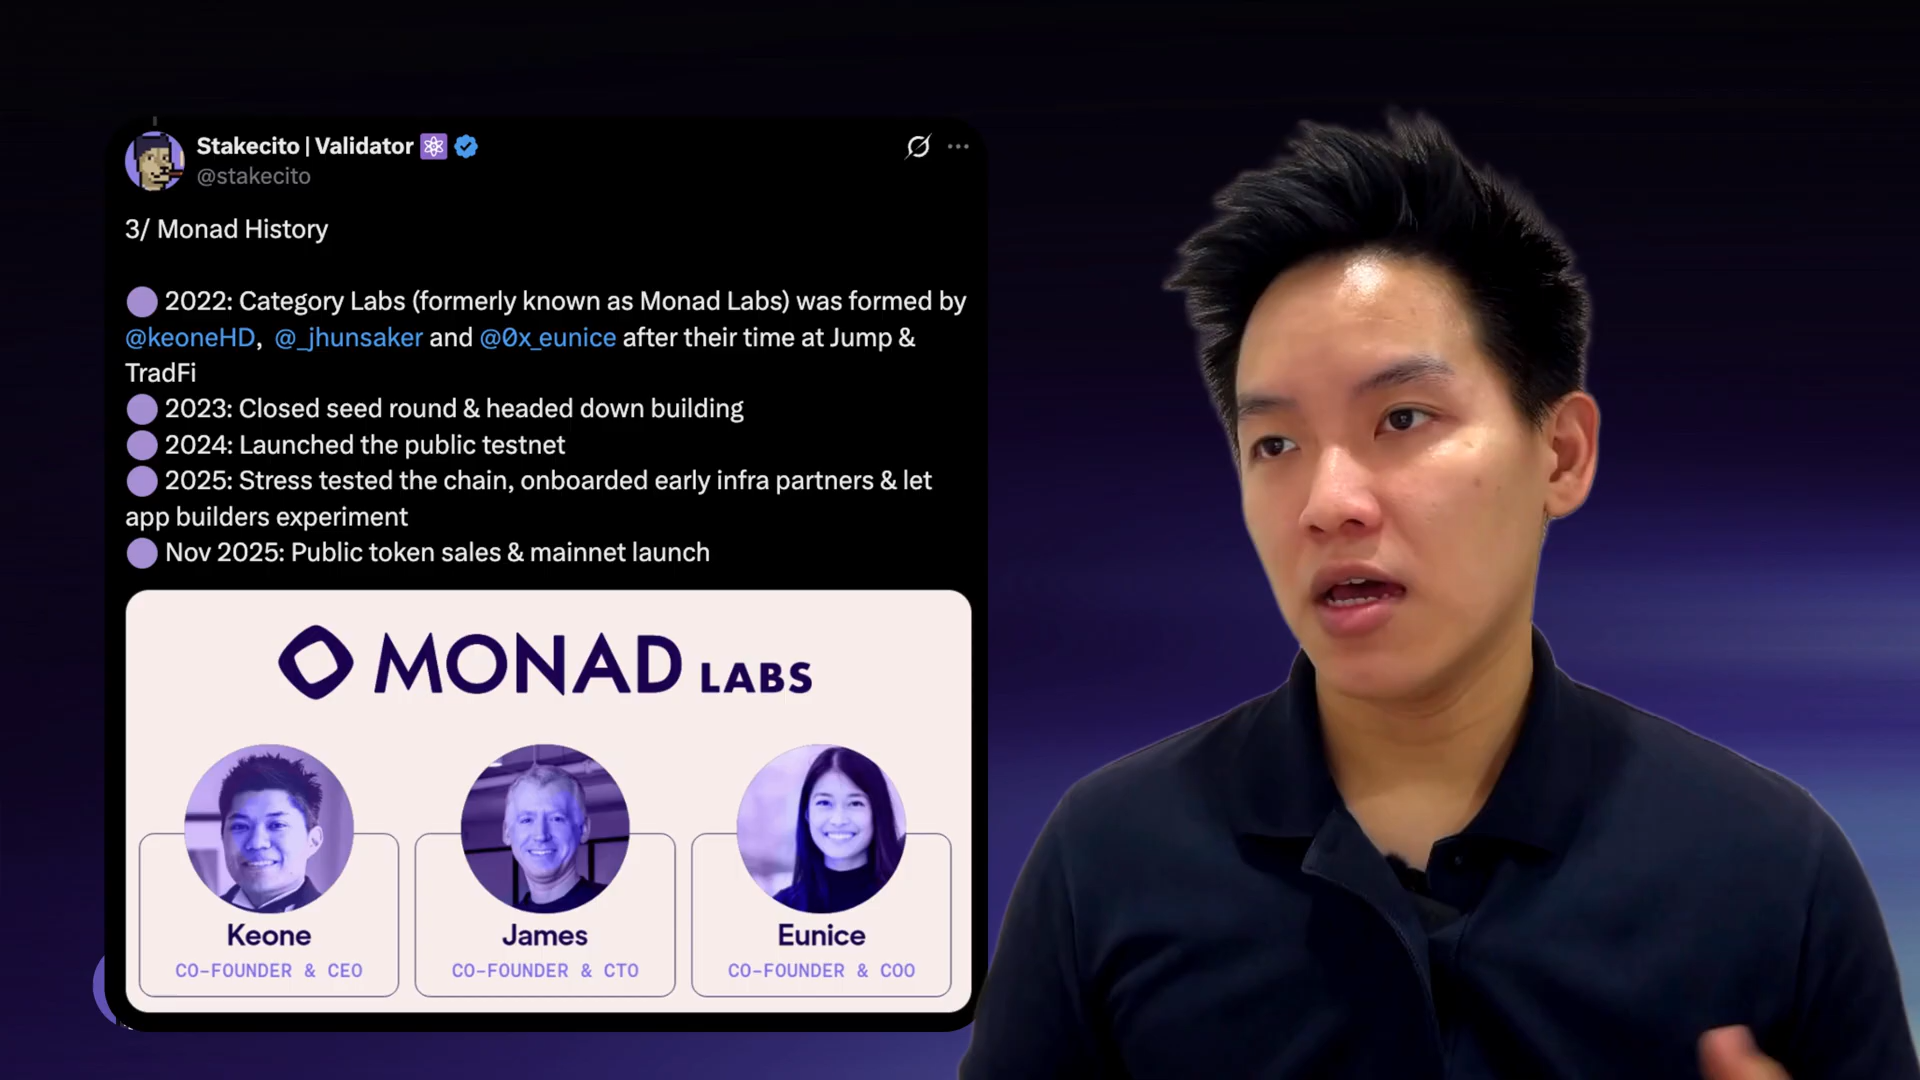 Stakecito | Validator
@stakecito
3/ Monad History
2022: Category Labs (formerly known as Monad Labs) was formed by
@keoneHD, @_jhunsaker and @0x_eunice after their time at Jump &
TradFi
2023: Closed seed round & headed down building
2024: Launched the public testnet
2025: Stress tested the chain, onboarded early infra partners & let
app builders experiment
Nov 2025: Public token sales & mainnet launch
MONAD LABS
Keone
CO-FOUNDER & CEO
James
CO-FOUNDER & CTO
Eunice
CO-FOUNDER & COO